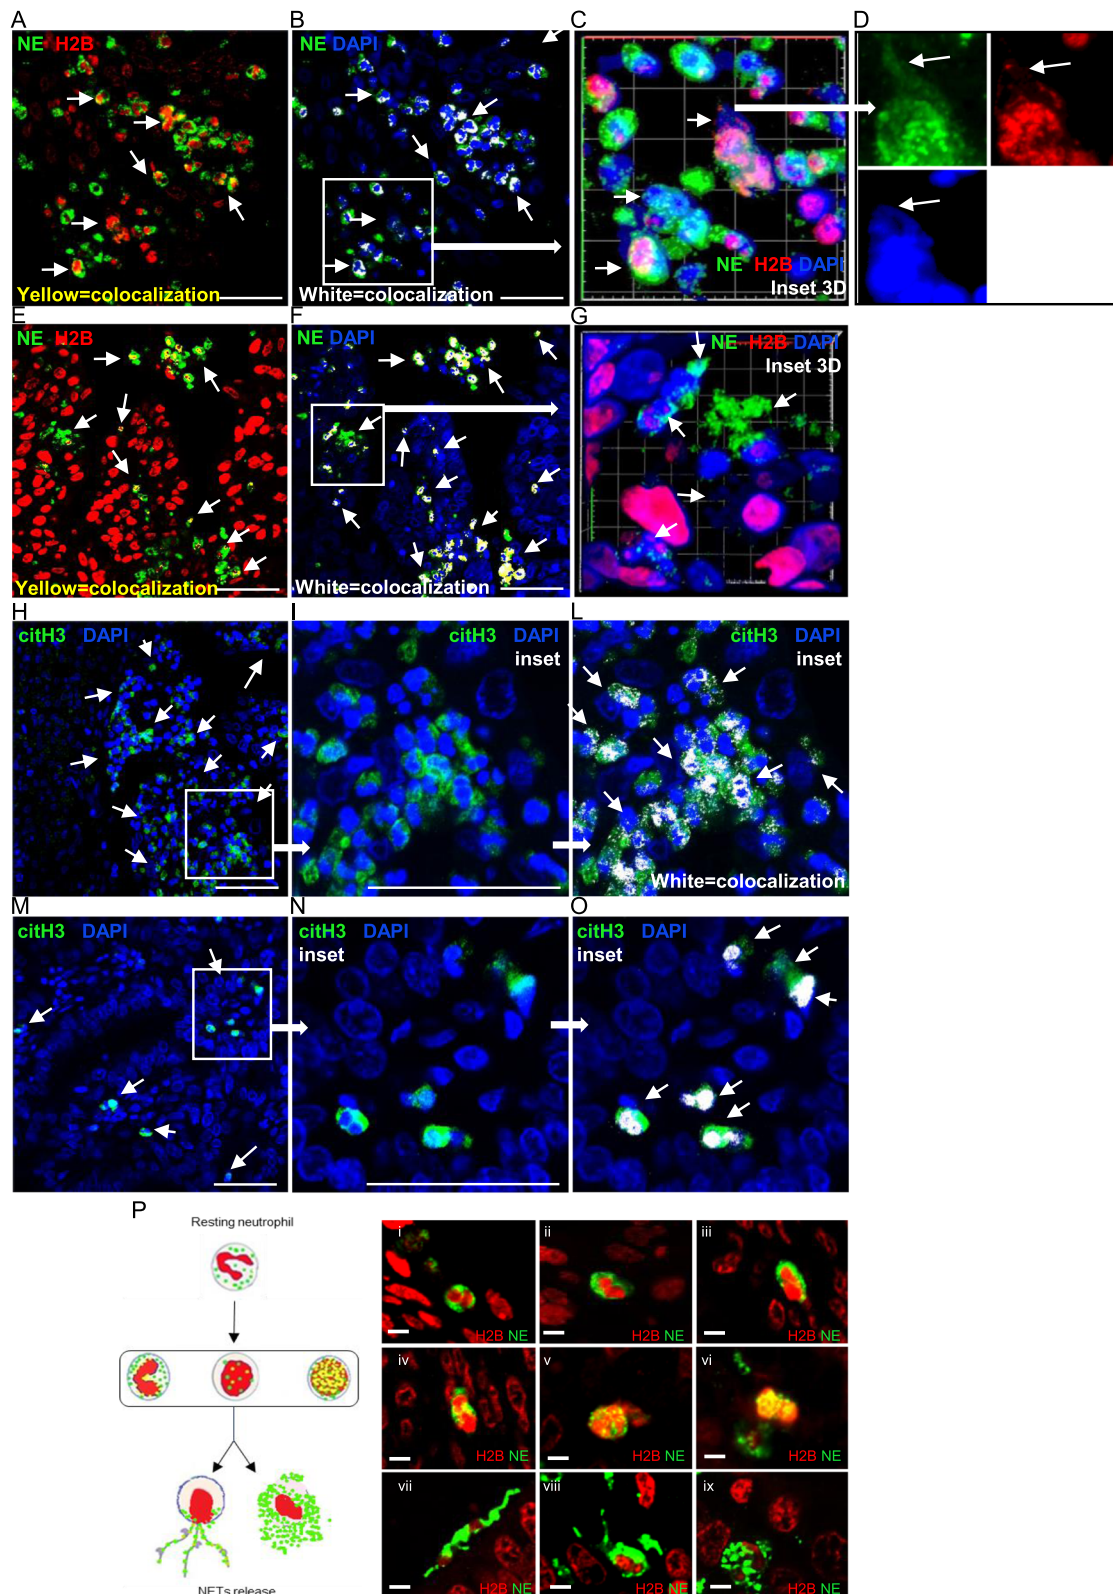 A
B
C
D
NE H2B
NE DAPI
NE H2B DAPI
Inset 3D
Yellow=colocalization
White=colocalization
E
F
G
NE H2B
NE DAPI
NE H2B DAPI
Inset 3D
Yellow=colocalization
White=colocalization
H
I
L
citH3 DAPI
citH3 DAPI
inset
citH3 DAPI
inset
White=colocalization
M
N
O
citH3 DAPI
citH3 DAPI
inset
citH3 DAPI
inset
P
Resting neutrophil
NETs release
i
ii
iii
H2B NE
H2B NE
H2B NE
iv
v
vi
H2B NE
H2B NE
H2B NE
vii
viii
ix
H2B NE
H2B NE
H2B NE